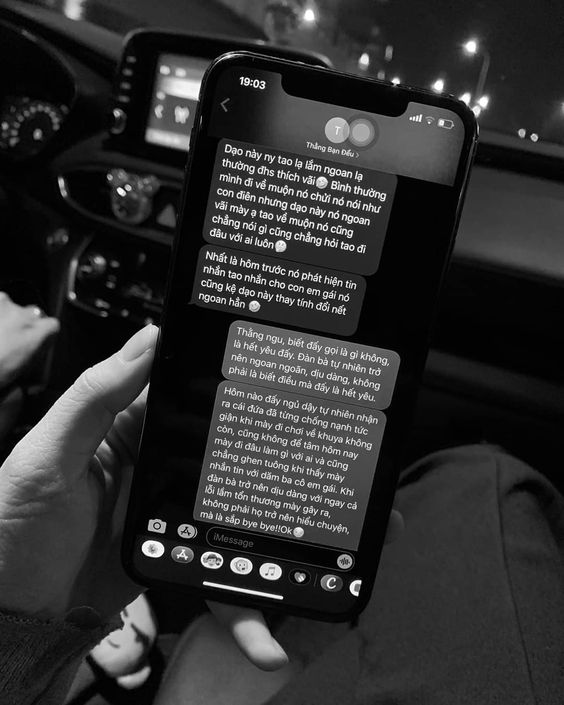 19:03
T
Thằng Bạn Đểu
Dạo này ny tao lạ lắm ngoan lạ
thường đhs thích vãi Bình thường
mình đi về muộn nó chửi nó nói như
con điên nhưng dạo này nó ngoan
vãi mày ạ tao về muộn nó cũng
chẳng nói gì cũng chẳng hỏi tao đi
đâu với ai luôn
Nhất là hôm trước nó phát hiện tin
nhắn tao nhắn cho con em gái nó
cũng kệ dạo này thay tính đổi nết
ngoan hẳn
Thằng ngu, biết đấy gọi là gì không,
là hết yêu đấy. Đàn bà tự nhiên trở
nên ngoan ngoãn, dịu dàng, không
phải là biết điều mà đấy là hết yêu.
Hôm nào đấy ngủ dậy tự nhiên nhận
ra cái đứa đã từng chống nạnh tức
giận khi mày đi chơi về khuya không
còn, cũng không để tâm hôm nay
mày đi đâu làm gì với ai và cũng
chẳng ghen tuông khi thấy mày
nhắn tin với dăm ba cô em gái. Khi
đàn bà trở nên dịu dàng với ngay cả
lỗi lầm tổn thương mày gây ra,
không phải họ trở nên hiểu chuyện,
mà là sắp bye bye!!Ok
iMessage